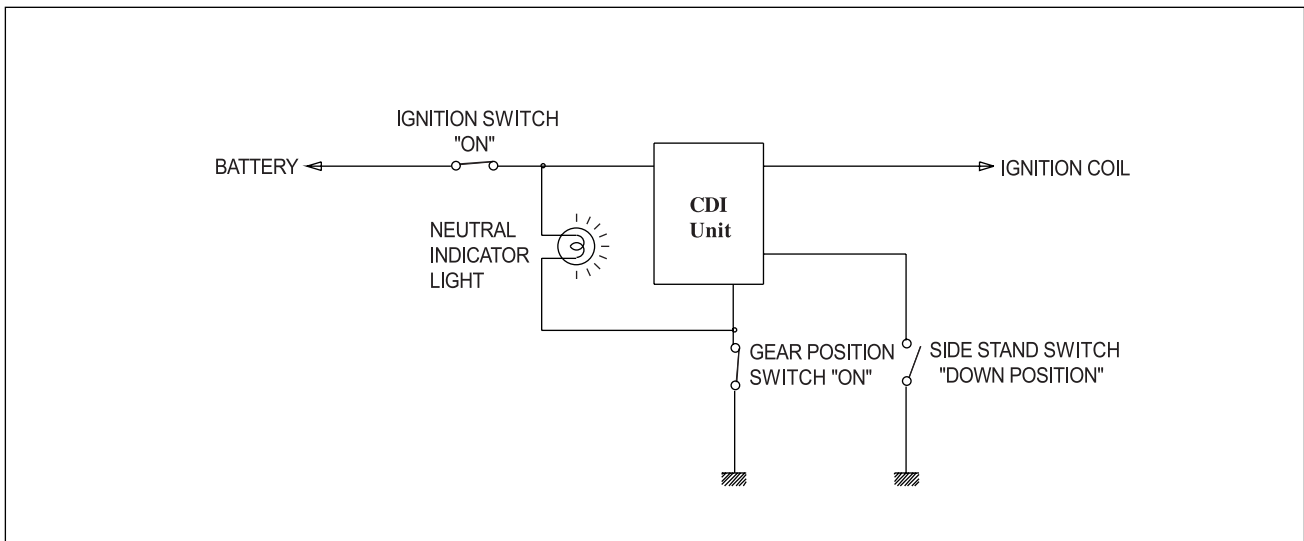 IGNITION SWITCH
"ON"
BATTERY
IGNITION COIL
CDI
Unit
NEUTRAL
INDICATOR
LIGHT
GEAR POSITION
SWITCH "ON"
SIDE STAND SWITCH
"DOWN POSITION"